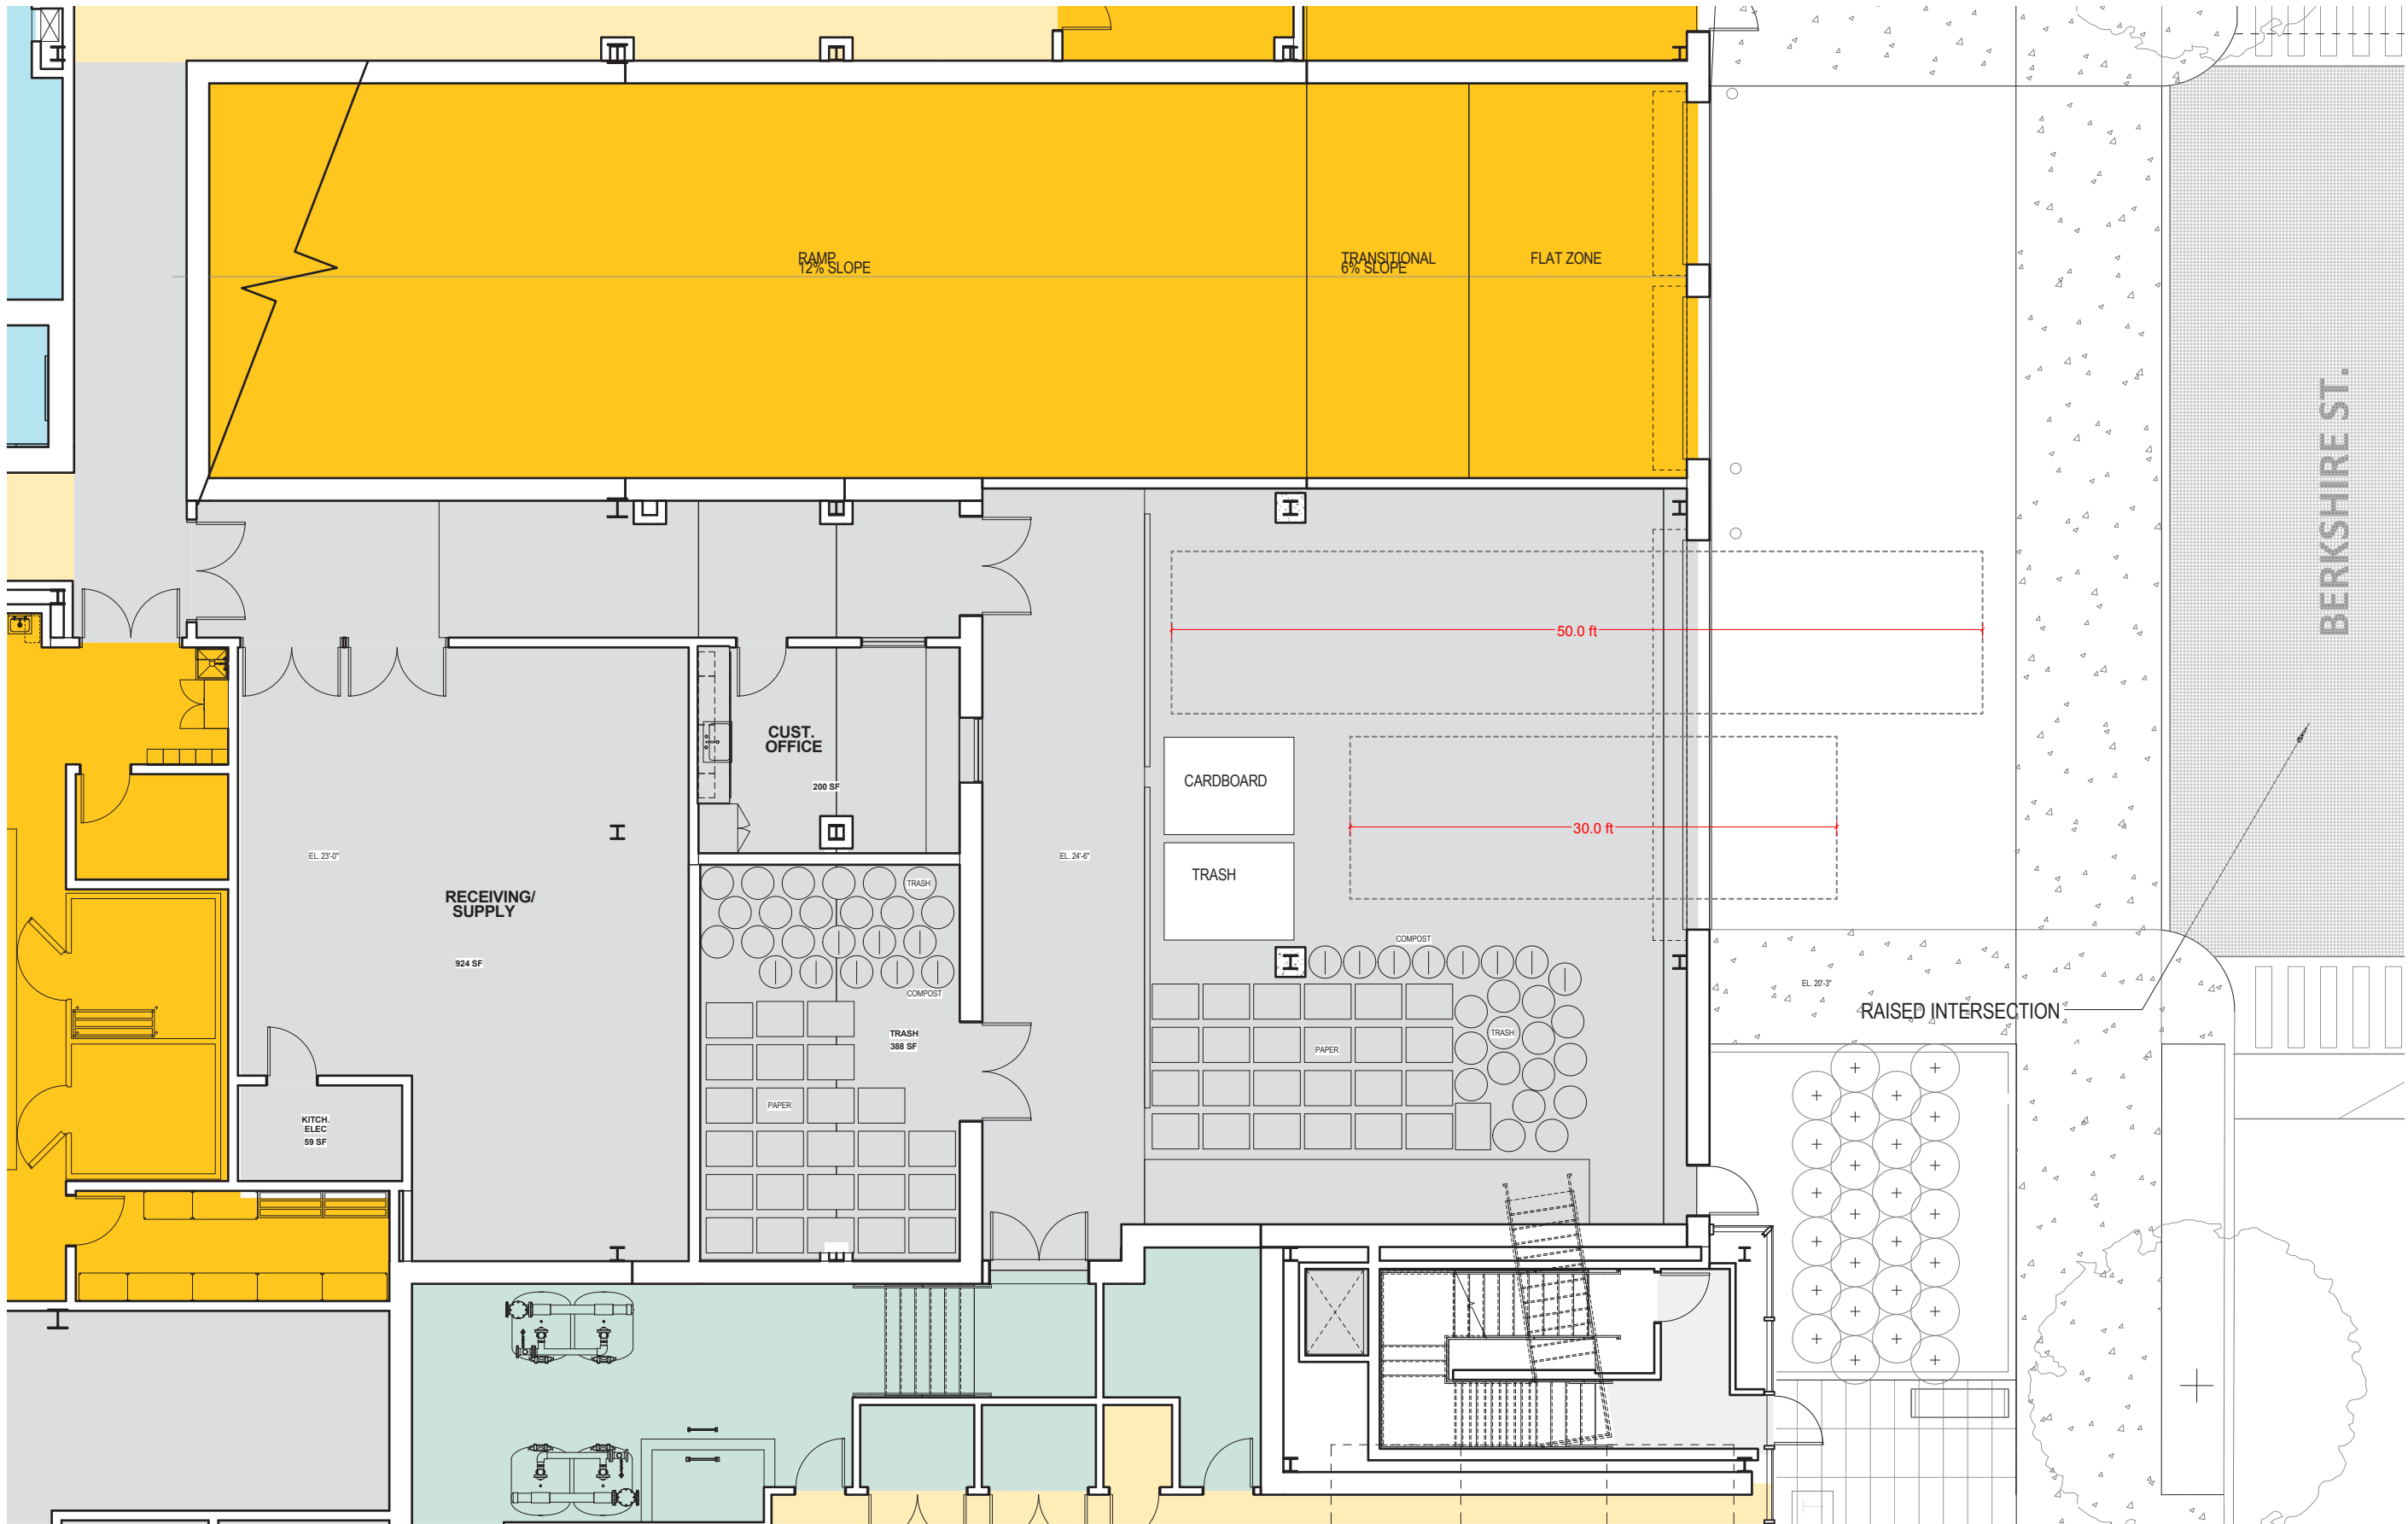 RAMP
12% SLOPE
TRANSITIONAL
6% SLOPE
FLAT ZONE
BERKSHIRE ST.
50.0 ft
CUST.
OFFICE
200 SF
CARDBOARD
30.0 ft
TRASH
EL. 23'-0"
EL. 24'-6"
RECEIVING/
SUPPLY
924 SF
TRASH
COMPOST
TRASH
388 SF
PAPER
COMPOST
TRASH
PAPER
EL. 20'-3"
RAISED INTERSECTION
KITCH.
ELEC
59 SF